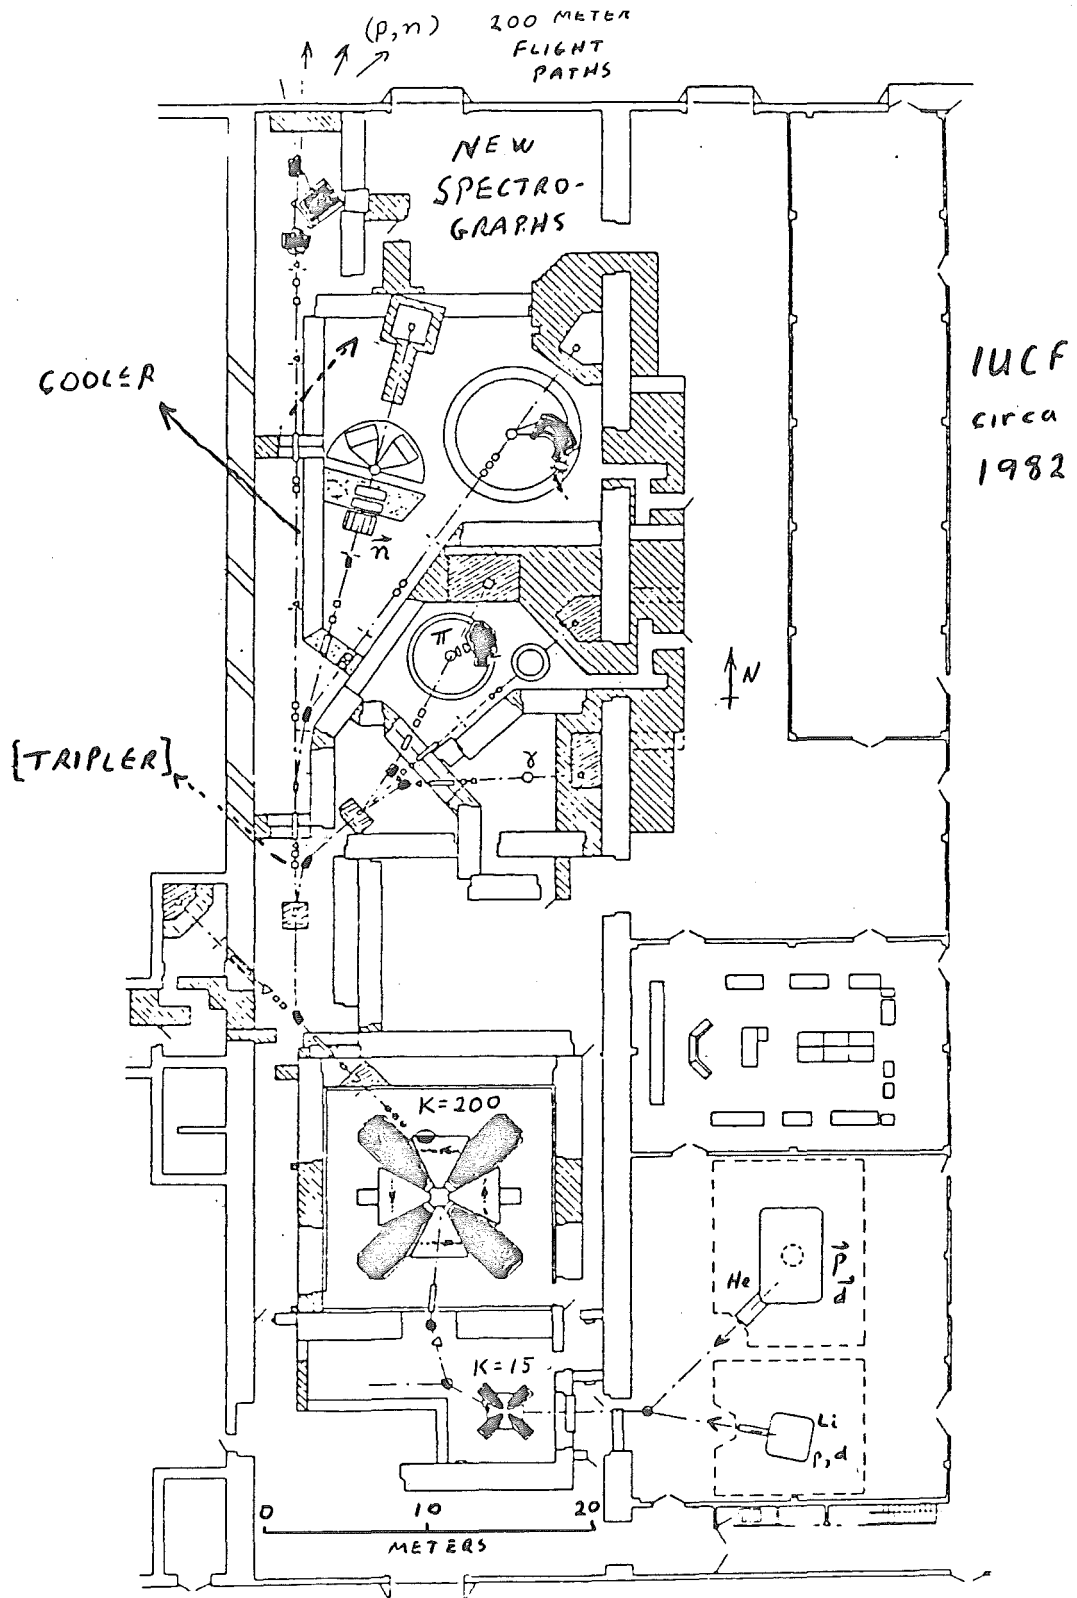 (p,n)
200 METER
FLIGHT
PATHS
NEW
SPECTRO-
GRAPHS
COOLER
IUCF
circa
1982
n⃗
π
N
[TRIPLER]
γ
K=200
He
p⃗
d⃗
K=15
Li
p,d
0 10 20
METERS